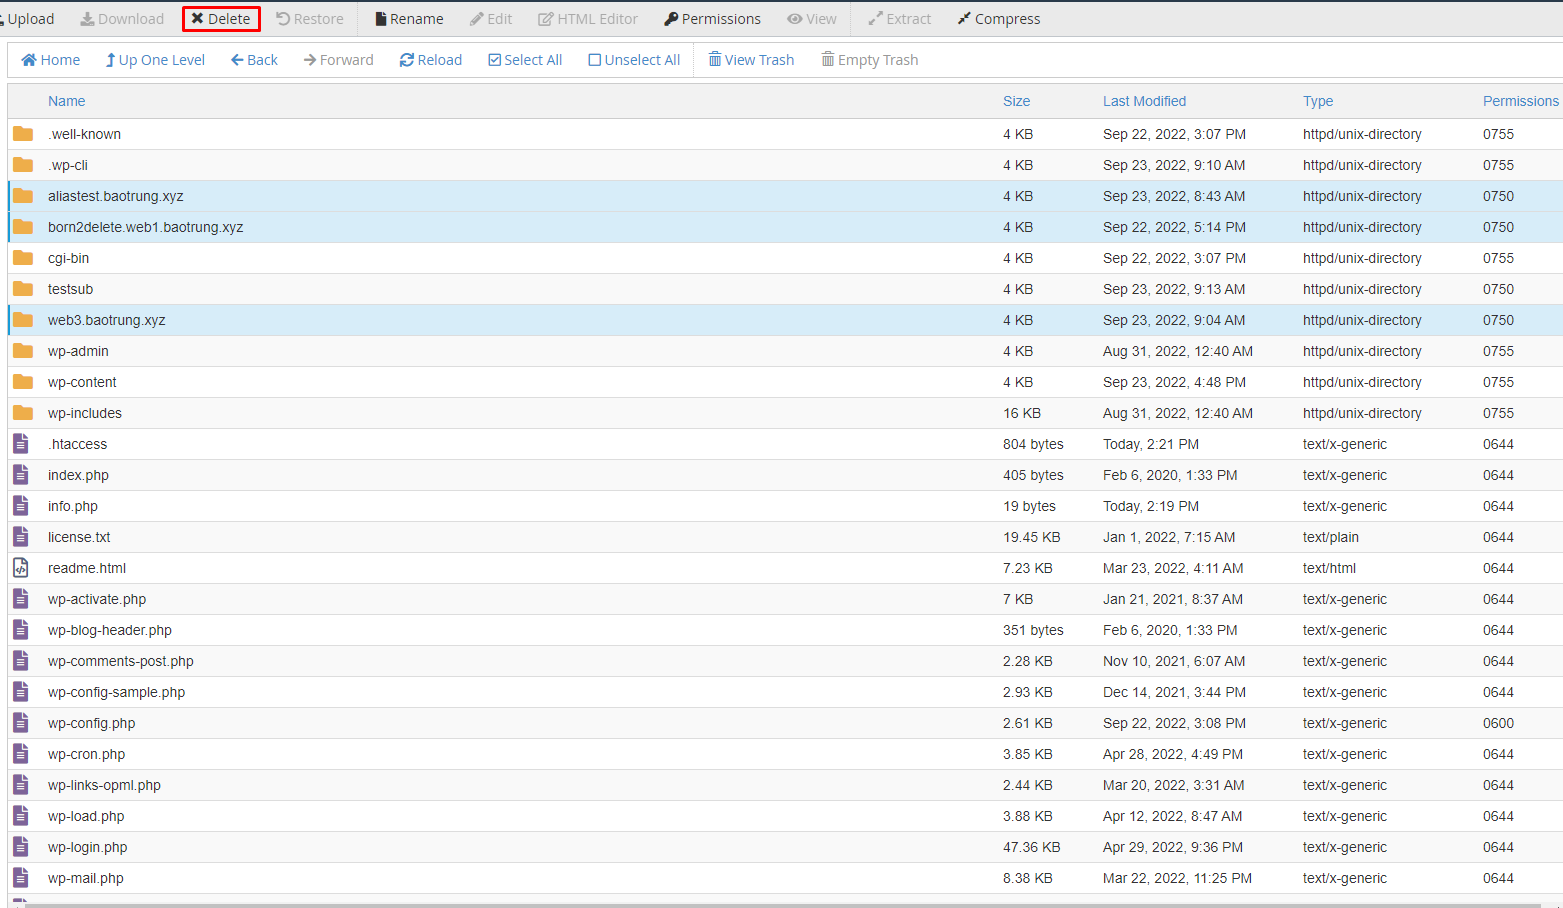 Upload Download Delete Restore Rename Edit HTML Editor Permissions View Extract Compress
Home Up One Level Back Forward Reload Select All Unselect All View Trash Empty Trash
Name Size Last Modified Type Permissions
.well-known 4 KB Sep 22, 2022, 3:07 PM httpd/unix-directory 0755
.wp-cli 4 KB Sep 23, 2022, 9:10 AM httpd/unix-directory 0755
aliastest.baotrung.xyz 4 KB Sep 23, 2022, 8:43 AM httpd/unix-directory 0750
born2delete.web1.baotrung.xyz 4 KB Sep 22, 2022, 5:14 PM httpd/unix-directory 0750
cgi-bin 4 KB Sep 22, 2022, 3:07 PM httpd/unix-directory 0755
testsub 4 KB Sep 23, 2022, 9:13 AM httpd/unix-directory 0750
web3.baotrung.xyz 4 KB Sep 23, 2022, 9:04 AM httpd/unix-directory 0750
wp-admin 4 KB Aug 31, 2022, 12:40 AM httpd/unix-directory 0755
wp-content 4 KB Sep 23, 2022, 4:48 PM httpd/unix-directory 0755
wp-includes 16 KB Aug 31, 2022, 12:40 AM httpd/unix-directory 0755
.htaccess 804 bytes Today, 2:21 PM text/x-generic 0644
index.php 405 bytes Feb 6, 2020, 1:33 PM text/x-generic 0644
info.php 19 bytes Today, 2:19 PM text/x-generic 0644
license.txt 19.45 KB Jan 1, 2022, 7:15 AM text/plain 0644
readme.html 7.23 KB Mar 23, 2022, 4:11 AM text/html 0644
wp-activate.php 7 KB Jan 21, 2021, 8:37 AM text/x-generic 0644
wp-blog-header.php 351 bytes Feb 6, 2020, 1:33 PM text/x-generic 0644
wp-comments-post.php 2.28 KB Nov 10, 2021, 6:07 AM text/x-generic 0644
wp-config-sample.php 2.93 KB Dec 14, 2021, 3:44 PM text/x-generic 0644
wp-config.php 2.61 KB Sep 22, 2022, 3:08 PM text/x-generic 0600
wp-cron.php 3.85 KB Apr 28, 2022, 4:49 PM text/x-generic 0644
wp-links-opml.php 2.44 KB Mar 20, 2022, 3:31 AM text/x-generic 0644
wp-load.php 3.88 KB Apr 12, 2022, 8:47 AM text/x-generic 0644
wp-login.php 47.36 KB Apr 29, 2022, 9:36 PM text/x-generic 0644
wp-mail.php 8.38 KB Mar 22, 2022, 11:25 PM text/x-generic 0644